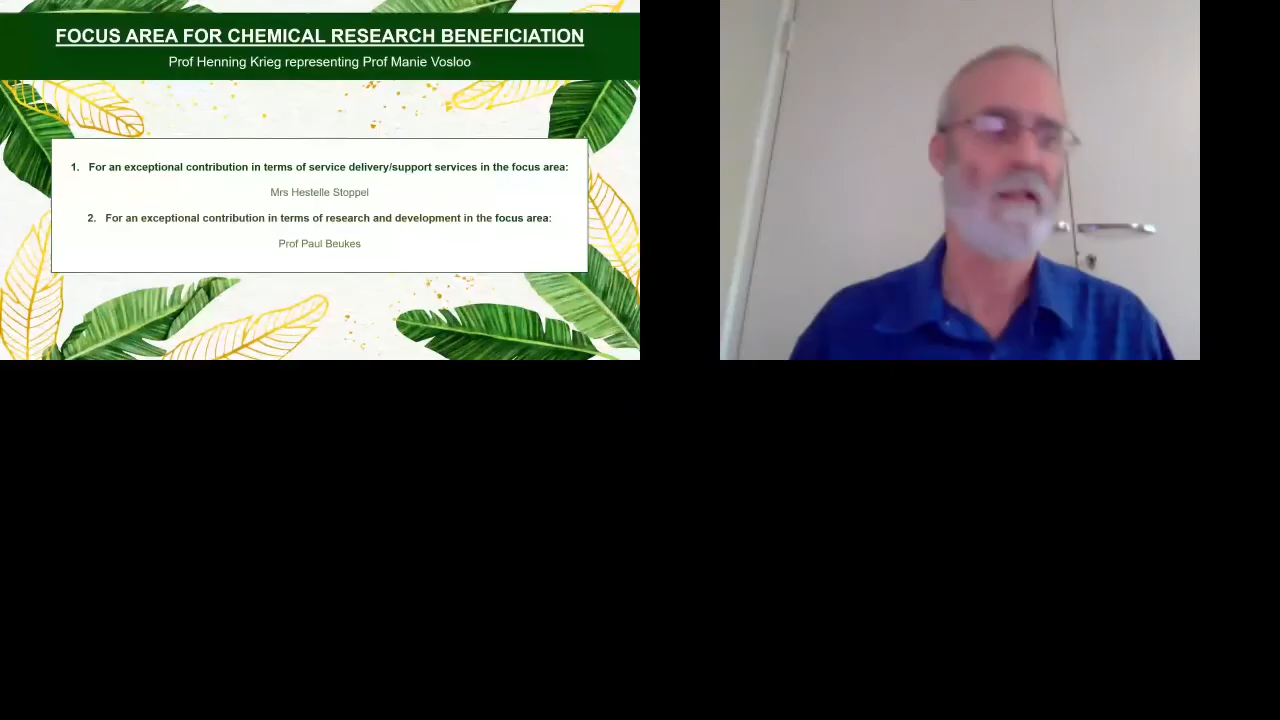 FOCUS AREA FOR CHEMICAL RESEARCH BENEFICIATION
Prof Henning Krieg representing Prof Manie Vosloo
1. For an exceptional contribution in terms of service delivery/support services in the focus area:
Mrs Hestelle Stoppel
2. For an exceptional contribution in terms of research and development in the focus area:
Prof Paul Beukes